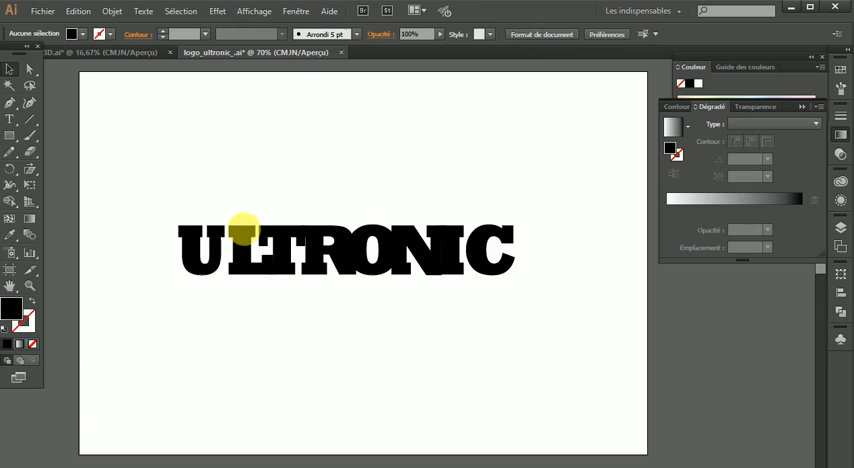 Ai Fichier Edition Objet Texte Sélection Effet Affichage Fenêtre Aide Br St Les indispensables
Aucune sélection Contour : Arrondi 5 pt Opacité : 100% Style : Format de document Préférences
3D.ai* @ 16,67% (CMJN/Aperçu) × logo_ultronic_.ai* @ 70% (CMJN/Aperçu) ×
Couleur Guide des couleurs
Contour Dégradé Transparence
Type :
Contour :
ULTRONIC
Opacité :
Emplacement :